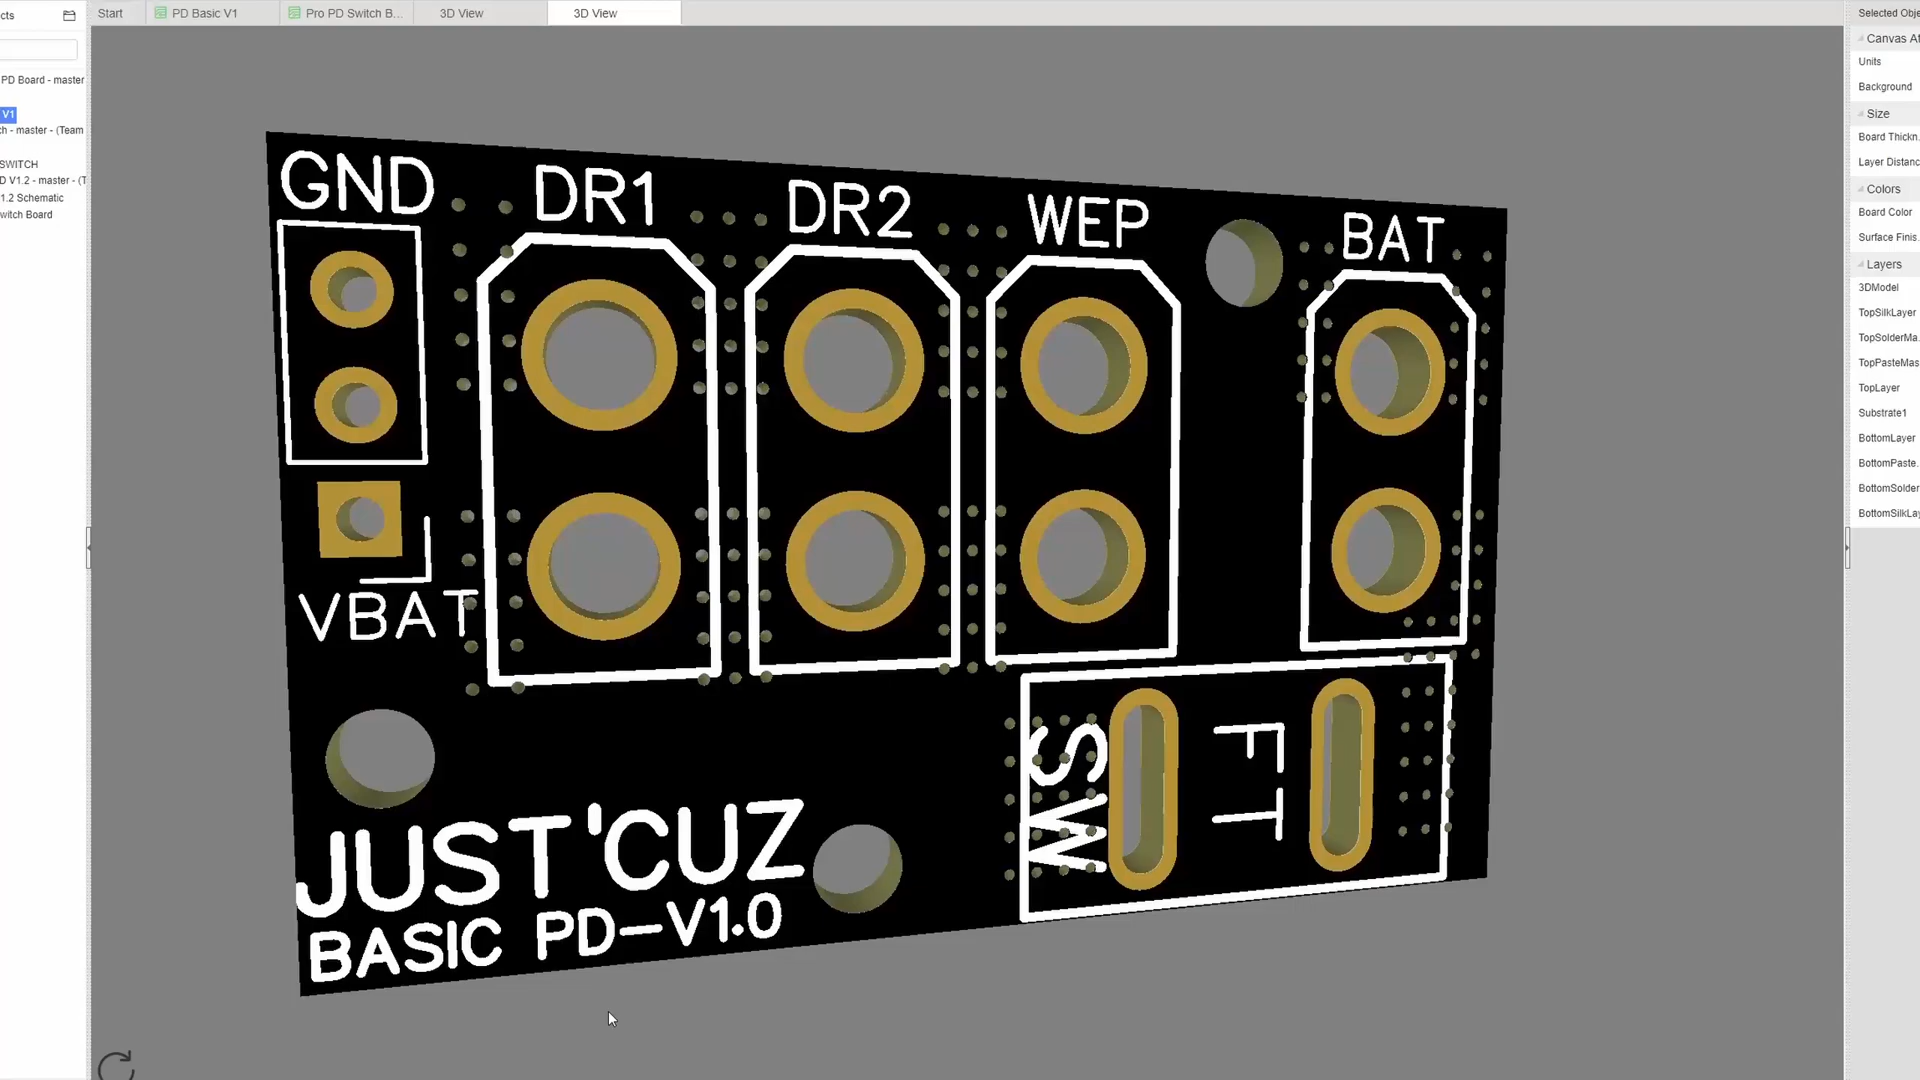 cts
Start
PD Basic V1
Pro PD Switch B...
3D View
3D View
Selected Obje
PD Board - master
V1
ch - master - (Team
SWITCH
D V1.2 - master - (T
1.2 Schematic
witch Board
GND
DR1
DR2
WEP
BAT
VBAT
SW
FT
JUST'CUZ
BASIC PD-V1.0
Canvas At
Units
Background
Size
Board Thickn.
Layer Distanc
Colors
Board Color
Surface Finis.
Layers
3DModel
TopSilkLayer
TopSolderMa.
TopPasteMas
TopLayer
Substrate1
BottomLayer
BottomPaste.
BottomSolder
BottomSilkLay